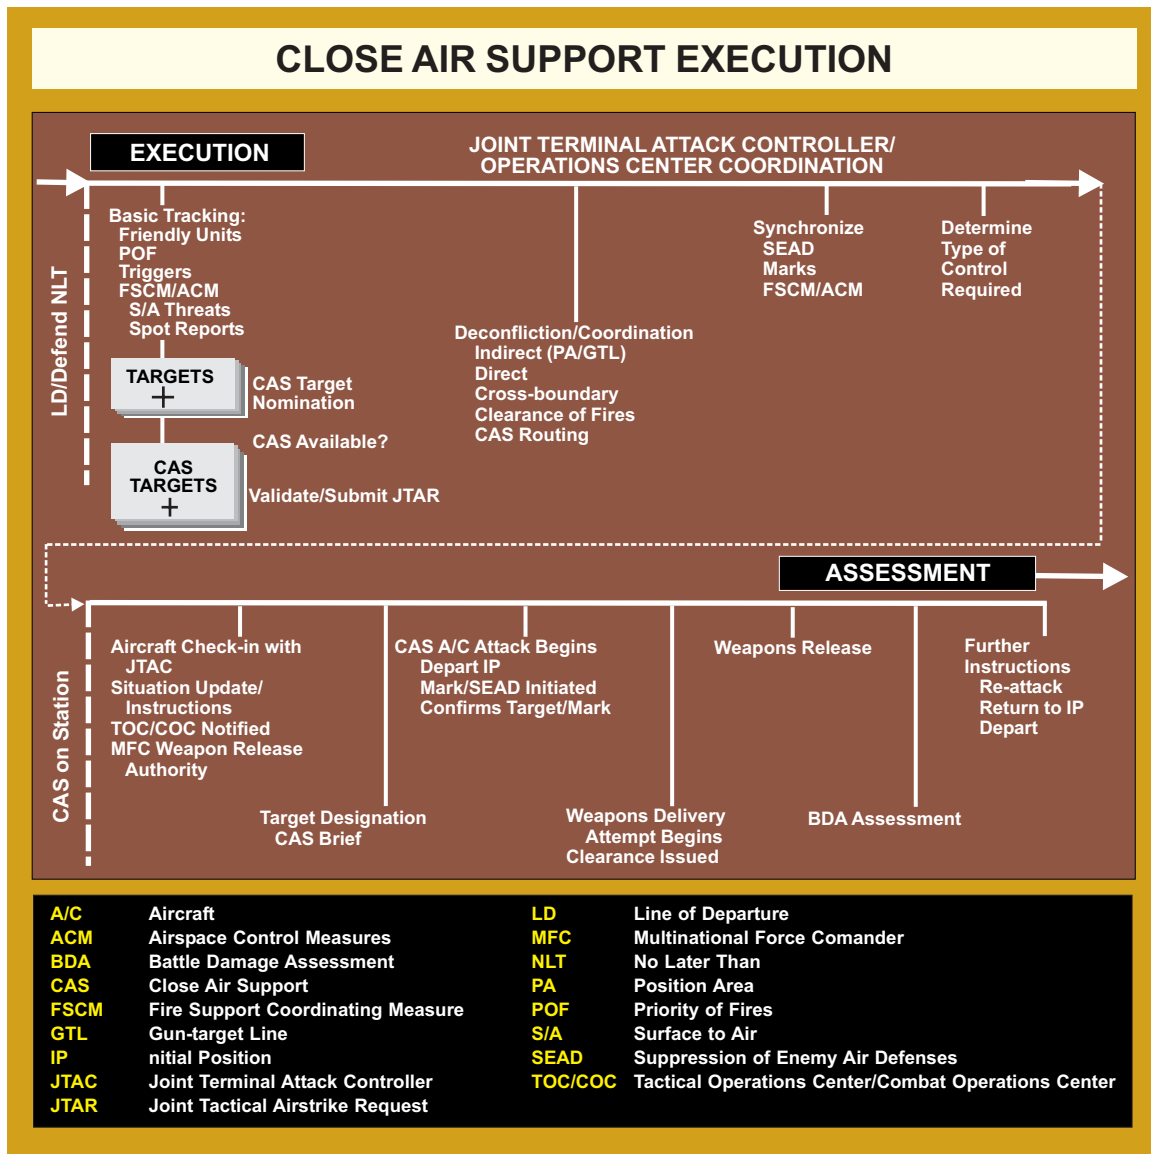 CLOSE AIR SUPPORT EXECUTION
EXECUTION
JOINT TERMINAL ATTACK CONTROLLER/
OPERATIONS CENTER COORDINATION
LD/Defend NLT
Basic Tracking:
Friendly Units
POF
Triggers
FSCM/ACM
S/A Threats
Spot Reports
TARGETS
+
CAS Target
Nomination
CAS Available?
CAS
TARGETS
+
Validate/Submit JTAR
Deconfliction/Coordination
Indirect (PA/GTL)
Direct
Cross-boundary
Clearance of Fires
CAS Routing
Synchronize
SEAD
Marks
FSCM/ACM
Determine
Type of
Control
Required
ASSESSMENT
CAS on Station
Aircraft Check-in with
JTAC
Situation Update/
Instructions
TOC/COC Notified
MFC Weapon Release
Authority
Target Designation
CAS Brief
CAS A/C Attack Begins
Depart IP
Mark/SEAD Initiated
Confirms Target/Mark
Weapons Delivery
Attempt Begins
Clearance Issued
Weapons Release
BDA Assessment
Further
Instructions
Re-attack
Return to IP
Depart
A/C Aircraft
ACM Airspace Control Measures
BDA Battle Damage Assessment
CAS Close Air Support
FSCM Fire Support Coordinating Measure
GTL Gun-target Line
IP nitial Position
JTAC Joint Terminal Attack Controller
JTAR Joint Tactical Airstrike Request
LD Line of Departure
MFC Multinational Force Comander
NLT No Later Than
PA Position Area
POF Priority of Fires
S/A Surface to Air
SEAD Suppression of Enemy Air Defenses
TOC/COC Tactical Operations Center/Combat Operations Center